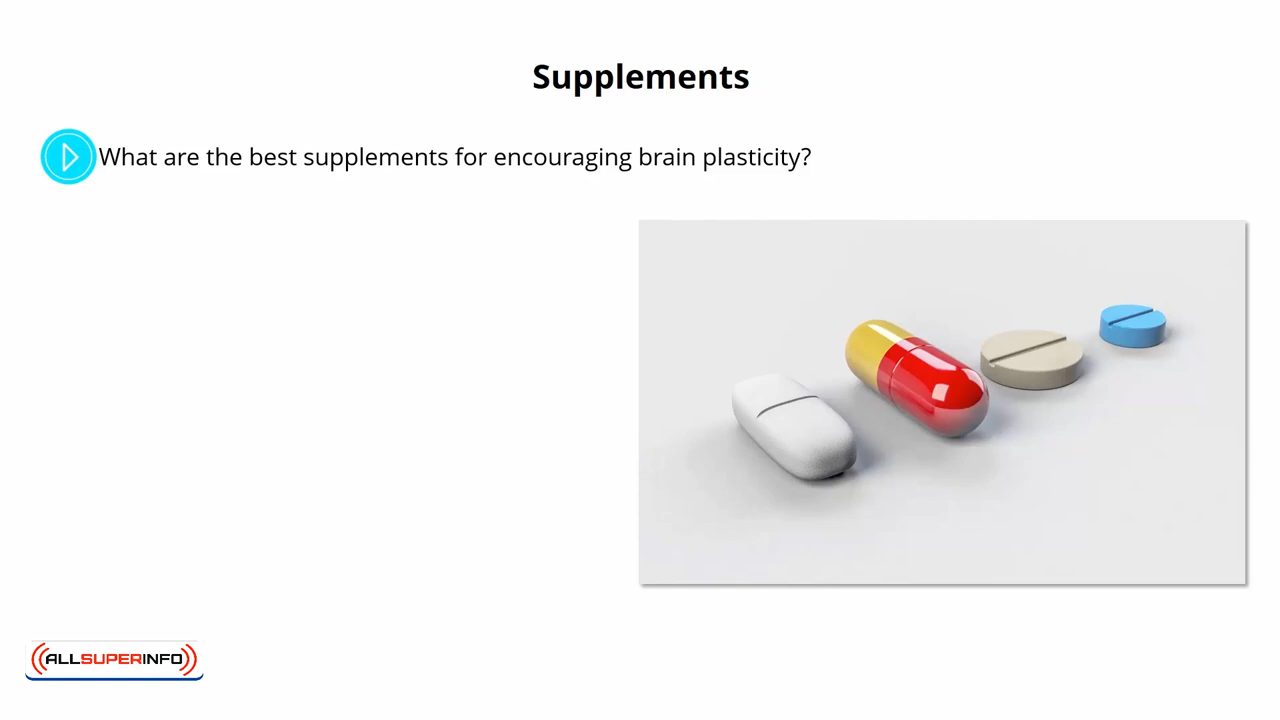 Supplements
What are the best supplements for encouraging brain plasticity?
ALLSUPERINFO